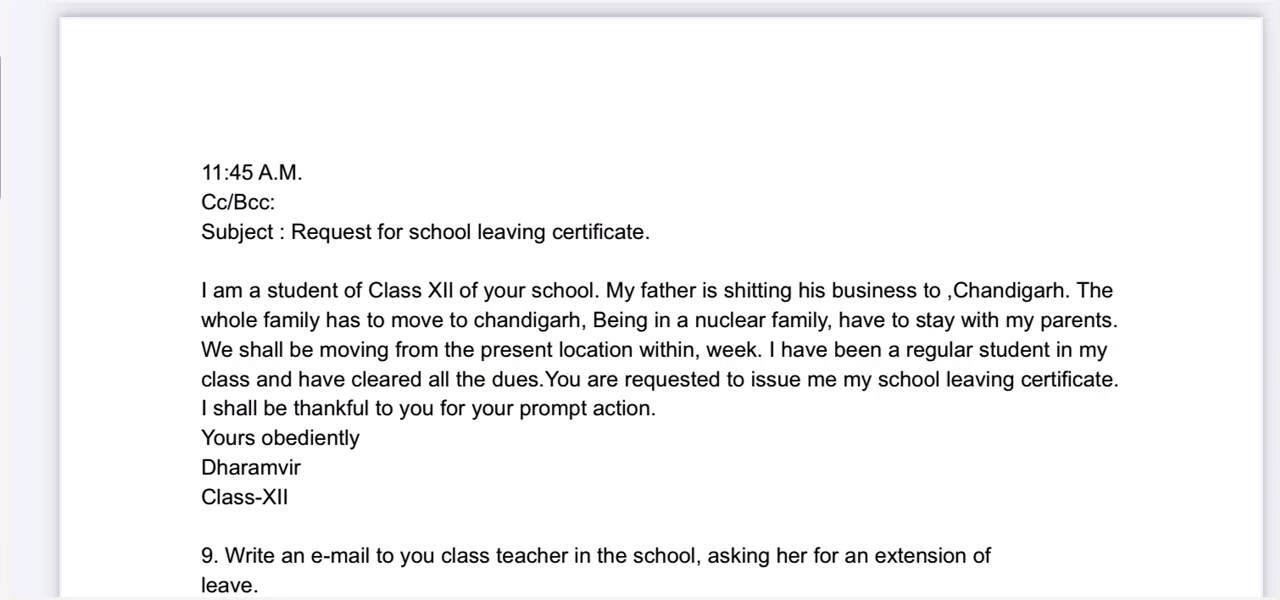 11:45 A.M.
Cc/Bcc:
Subject : Request for school leaving certificate.
I am a student of Class XII of your school. My father is shitting his business to ,Chandigarh. The
whole family has to move to chandigarh, Being in a nuclear family, have to stay with my parents.
We shall be moving from the present location within, week. I have been a regular student in my
class and have cleared all the dues.You are requested to issue me my school leaving certificate.
I shall be thankful to you for your prompt action.
Yours obediently
Dharamvir
Class-XII
9. Write an e-mail to you class teacher in the school, asking her for an extension of
leave.